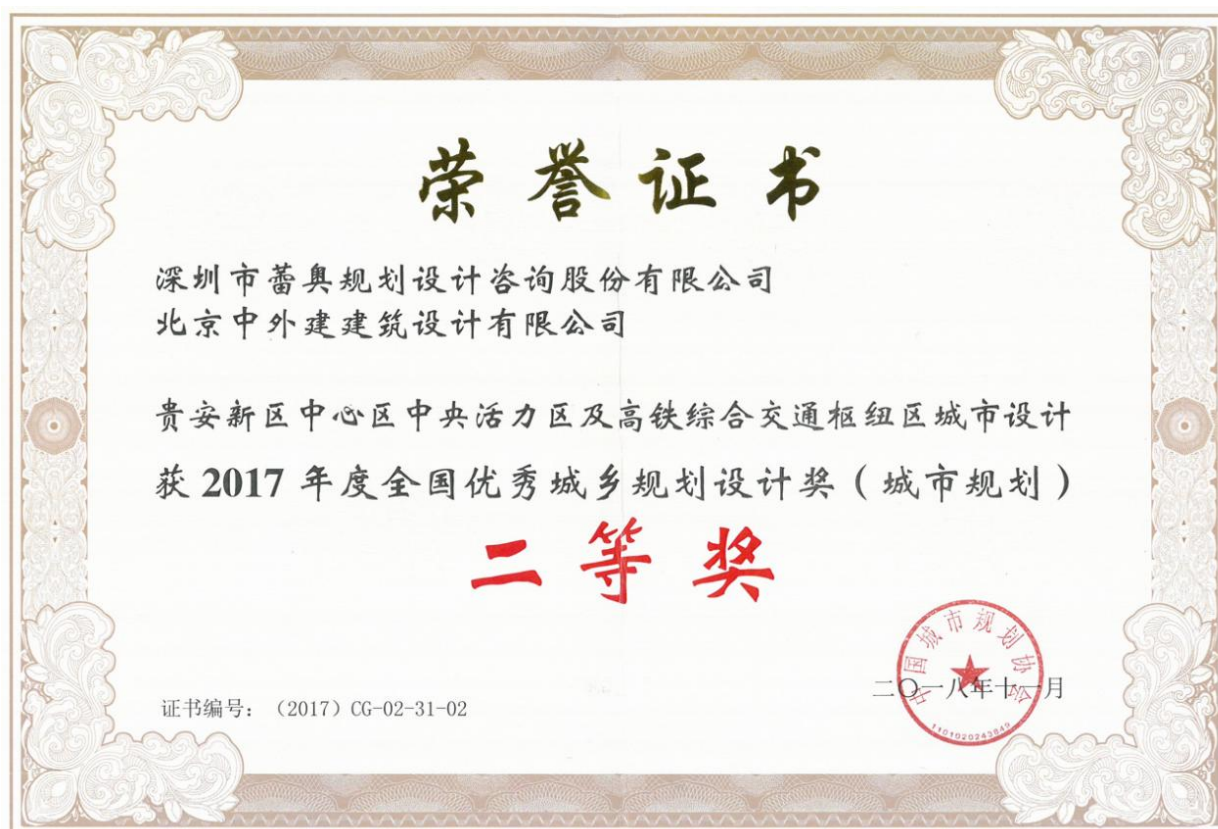 荣誉证书
深圳市蕾奥规划设计咨询股份有限公司
北京中外建建筑设计有限公司
贵安新区中心区中央活力区及高铁综合交通枢纽区城市设计
获2017年度全国优秀城乡规划设计奖（城市规划）
二等奖
中国城市规划协会
二〇一八年十一月
1101020243849
证书编号：（2017）CG-02-31-02